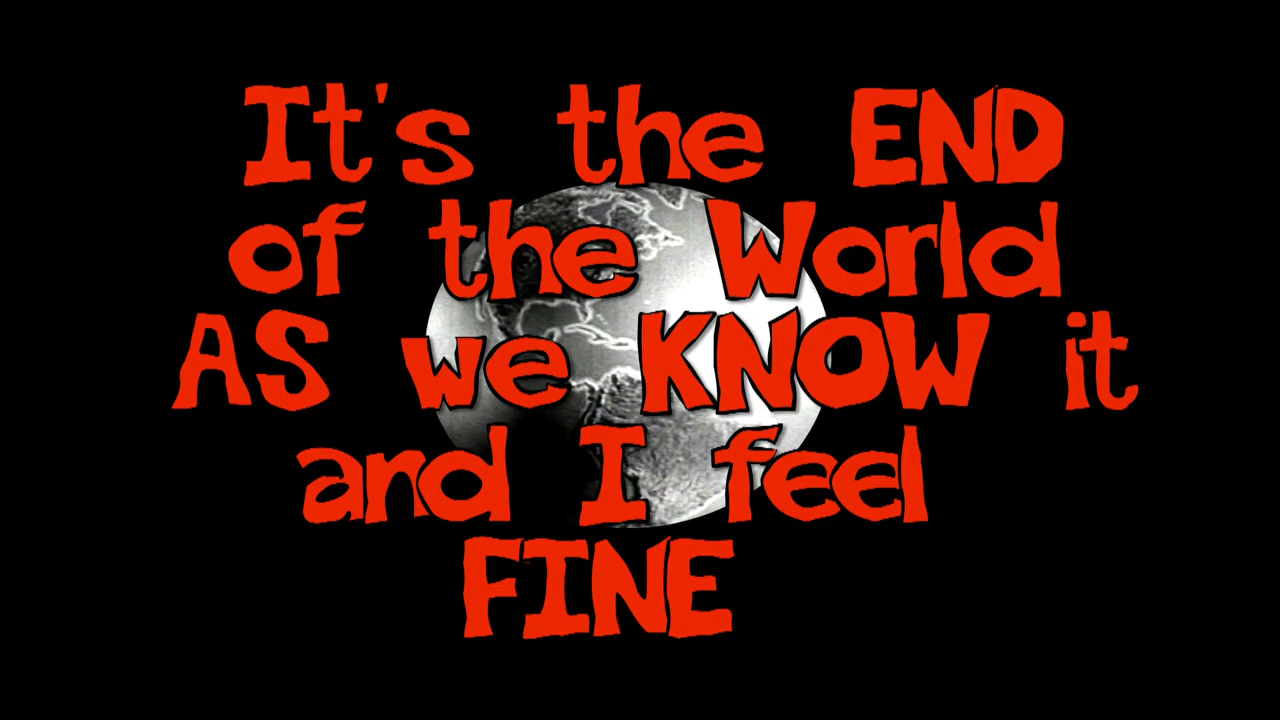 It's the END
of the World
AS we KNOW it
and I feel
FINE